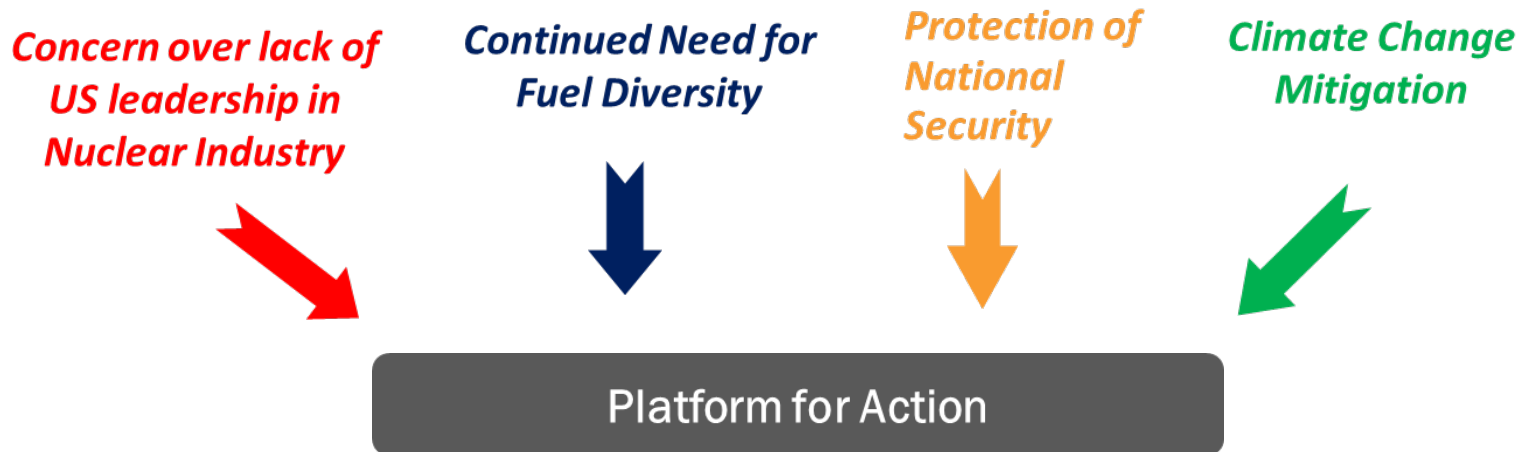 Concern over lack of
US leadership in
Nuclear Industry
Continued Need for
Fuel Diversity
Protection of
National
Security
Climate Change
Mitigation
Platform for Action